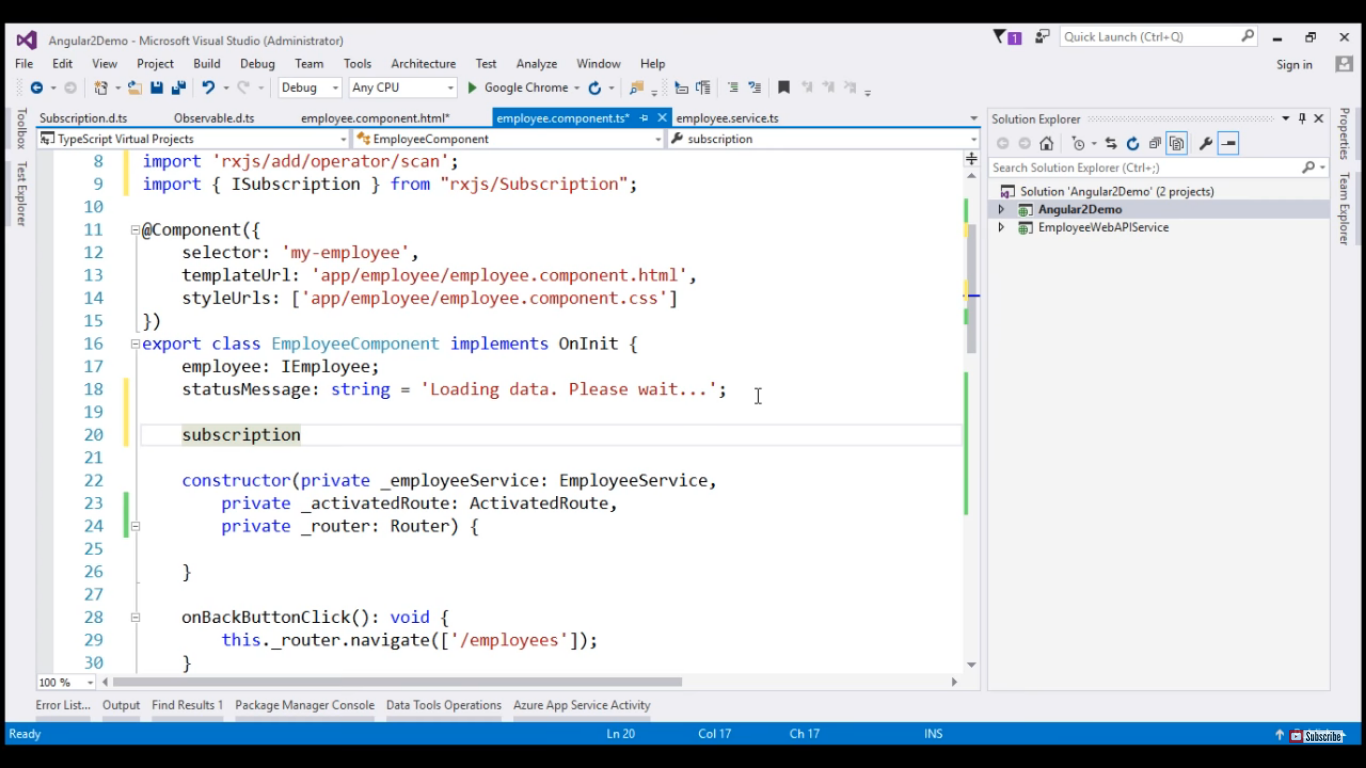 Angular2Demo - Microsoft Visual Studio (Administrator)
1
Quick Launch (Ctrl+Q)
File Edit View Project Build Debug Team Tools Architecture Test Analyze Window Help
Sign in
Debug Any CPU Google Chrome
Toolbox
Test Explorer
Subscription.d.ts Observable.d.ts employee.component.html* employee.component.ts* employee.service.ts
TypeScript Virtual Projects EmployeeComponent subscription
8 import 'rxjs/add/operator/scan';
9 import { ISubscription } from "rxjs/Subscription";
10
11 @Component({
12 selector: 'my-employee',
13 templateUrl: 'app/employee/employee.component.html',
14 styleUrls: ['app/employee/employee.component.css']
15 })
16 export class EmployeeComponent implements OnInit {
17 employee: IEmployee;
18 statusMessage: string = 'Loading data. Please wait...';
19
20 subscription
21
22 constructor(private _employeeService: EmployeeService,
23 private _activatedRoute: ActivatedRoute,
24 private _router: Router) {
25
26 }
27
28 onBackButtonClick(): void {
29 this._router.navigate(['/employees']);
30 }
100 %
Solution Explorer
Search Solution Explorer (Ctrl+;)
Solution 'Angular2Demo' (2 projects)
Angular2Demo
EmployeeWebAPIService
Properties
Team Explorer
Error List... Output Find Results 1 Package Manager Console Data Tools Operations Azure App Service Activity
Ready Ln 20 Col 17 Ch 17 INS
Subscribe